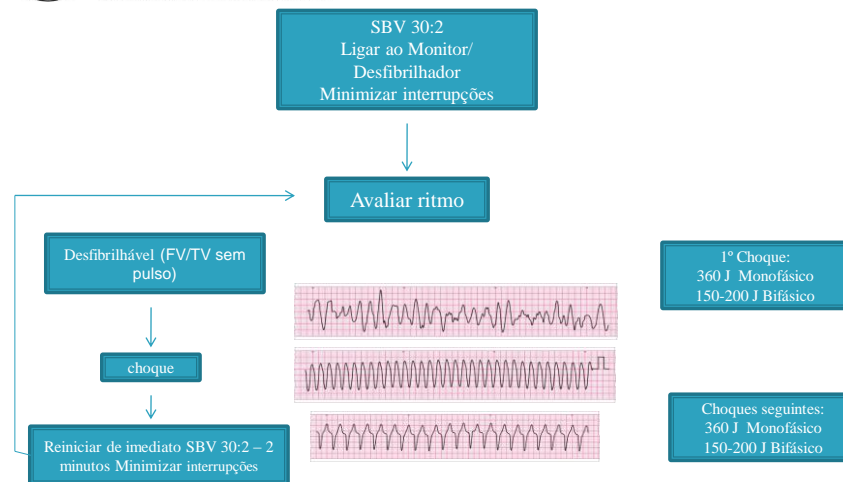 SBV 30:2
Ligar ao Monitor/
Desfibrilhador
Minimizar interrupções
Avaliar ritmo
Desfibrilhável (FV/TV sem
pulso)
choque
Reiniciar de imediato SBV 30:2 – 2
minutos Minimizar interrupções
1º Choque:
360 J Monofásico
150-200 J Bifásico
Choques seguintes:
360 J Monofásico
150-200 J Bifásico